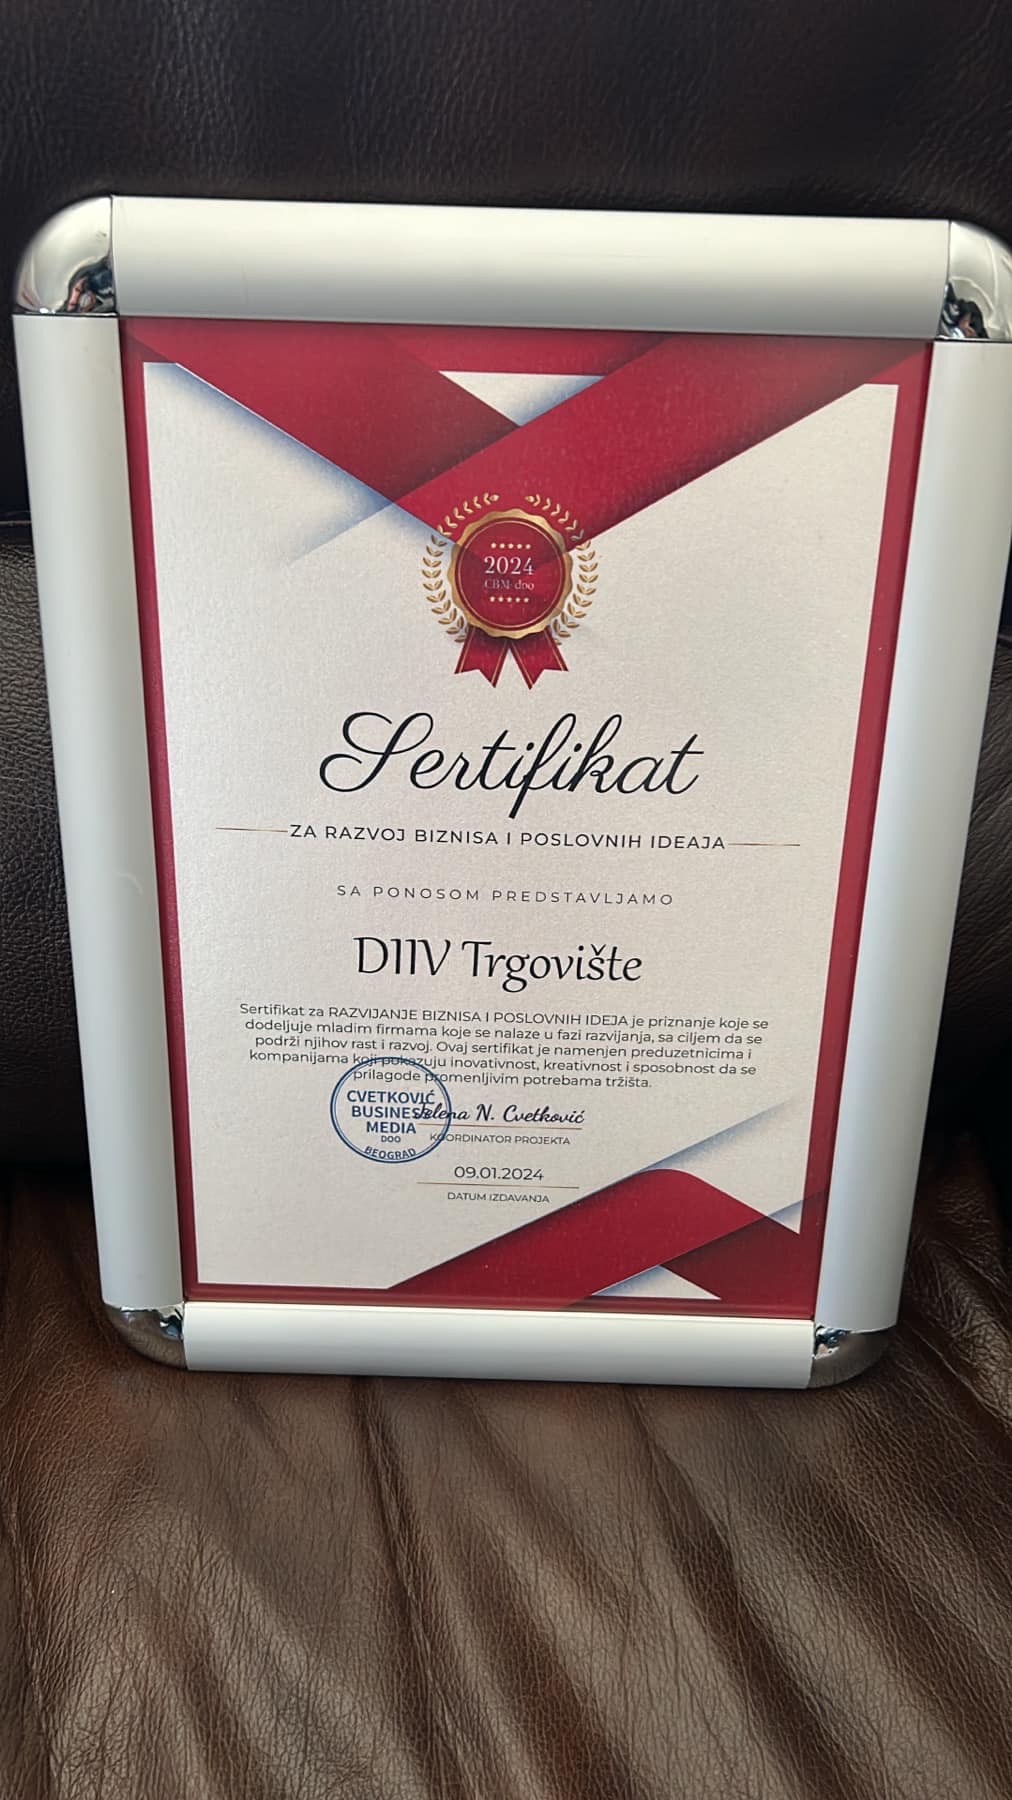 2024
CBM doo
Sertifikat
ZA RAZVOJ BIZNISA I POSLOVNIH IDEAJA
SA PONOSOM PREDSTAVLJAMO
DIIV Trgovište
Sertifikat za RAZVIJANJE BIZNISA I POSLOVNIH IDEJA je priznanje koje se
dodeljuje mladim firmama koje se nalaze u fazi razvijanja, sa ciljem da se
podrži njihov rast i razvoj. Ovaj sertifikat je namenjen preduzetnicima i
kompanijama koji pokazuju inovativnost, kreativnost i sposobnost da se
prilagode promenljivim potrebama tržišta.
CVETKOVIĆ
BUSINESS
MEDIA
DOO
BEOGRAD
Jelena N. Cvetković
KOORDINATOR PROJEKTA
09.01.2024
DATUM IZDAVANJA